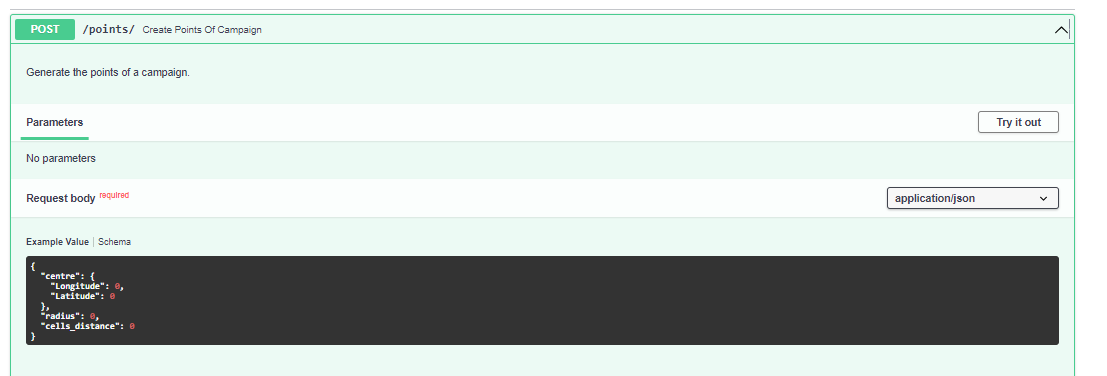 POST /points/ Create Points Of Campaign
Generate the points of a campaign.
Parameters
Try it out
No parameters
Request body required
application/json
Example Value | Schema
{
  "centre": {
    "Longitude": 0,
    "Latitude": 0
  },
  "radius": 0,
  "cells_distance": 0
}